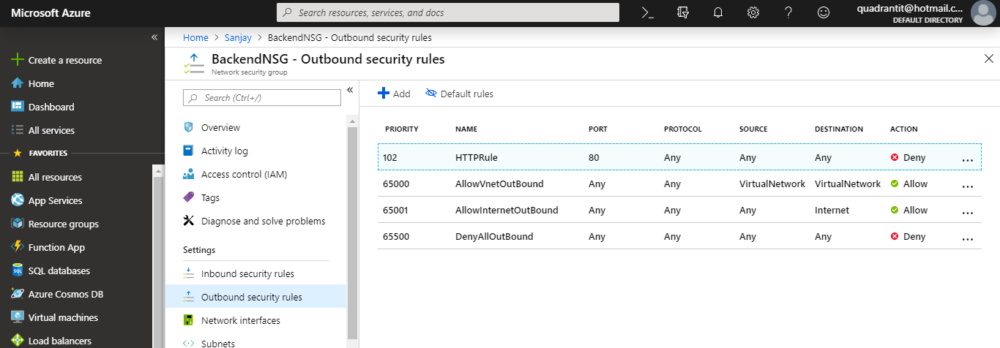 Microsoft Azure
Search resources, services, and docs
quadrantit@hotmail.c...
DEFAULT DIRECTORY
Create a resource
Home
Dashboard
All services
FAVORITES
All resources
App Services
Resource groups
Function App
SQL databases
Azure Cosmos DB
Virtual machines
Load balancers
Home > Sanjay > BackendNSG - Outbound security rules
BackendNSG - Outbound security rules
Network security group
Search (Ctrl+/)
Overview
Activity log
Access control (IAM)
Tags
Diagnose and solve problems
Settings
Inbound security rules
Outbound security rules
Network interfaces
Subnets
Add Default rules
PRIORITY NAME PORT PROTOCOL SOURCE DESTINATION ACTION
102 HTTPRule 80 Any Any Any Deny ...
65000 AllowVnetOutBound Any Any VirtualNetwork VirtualNetwork Allow ...
65001 AllowInternetOutBound Any Any Any Internet Allow ...
65500 DenyAllOutBound Any Any Any Any Deny ...